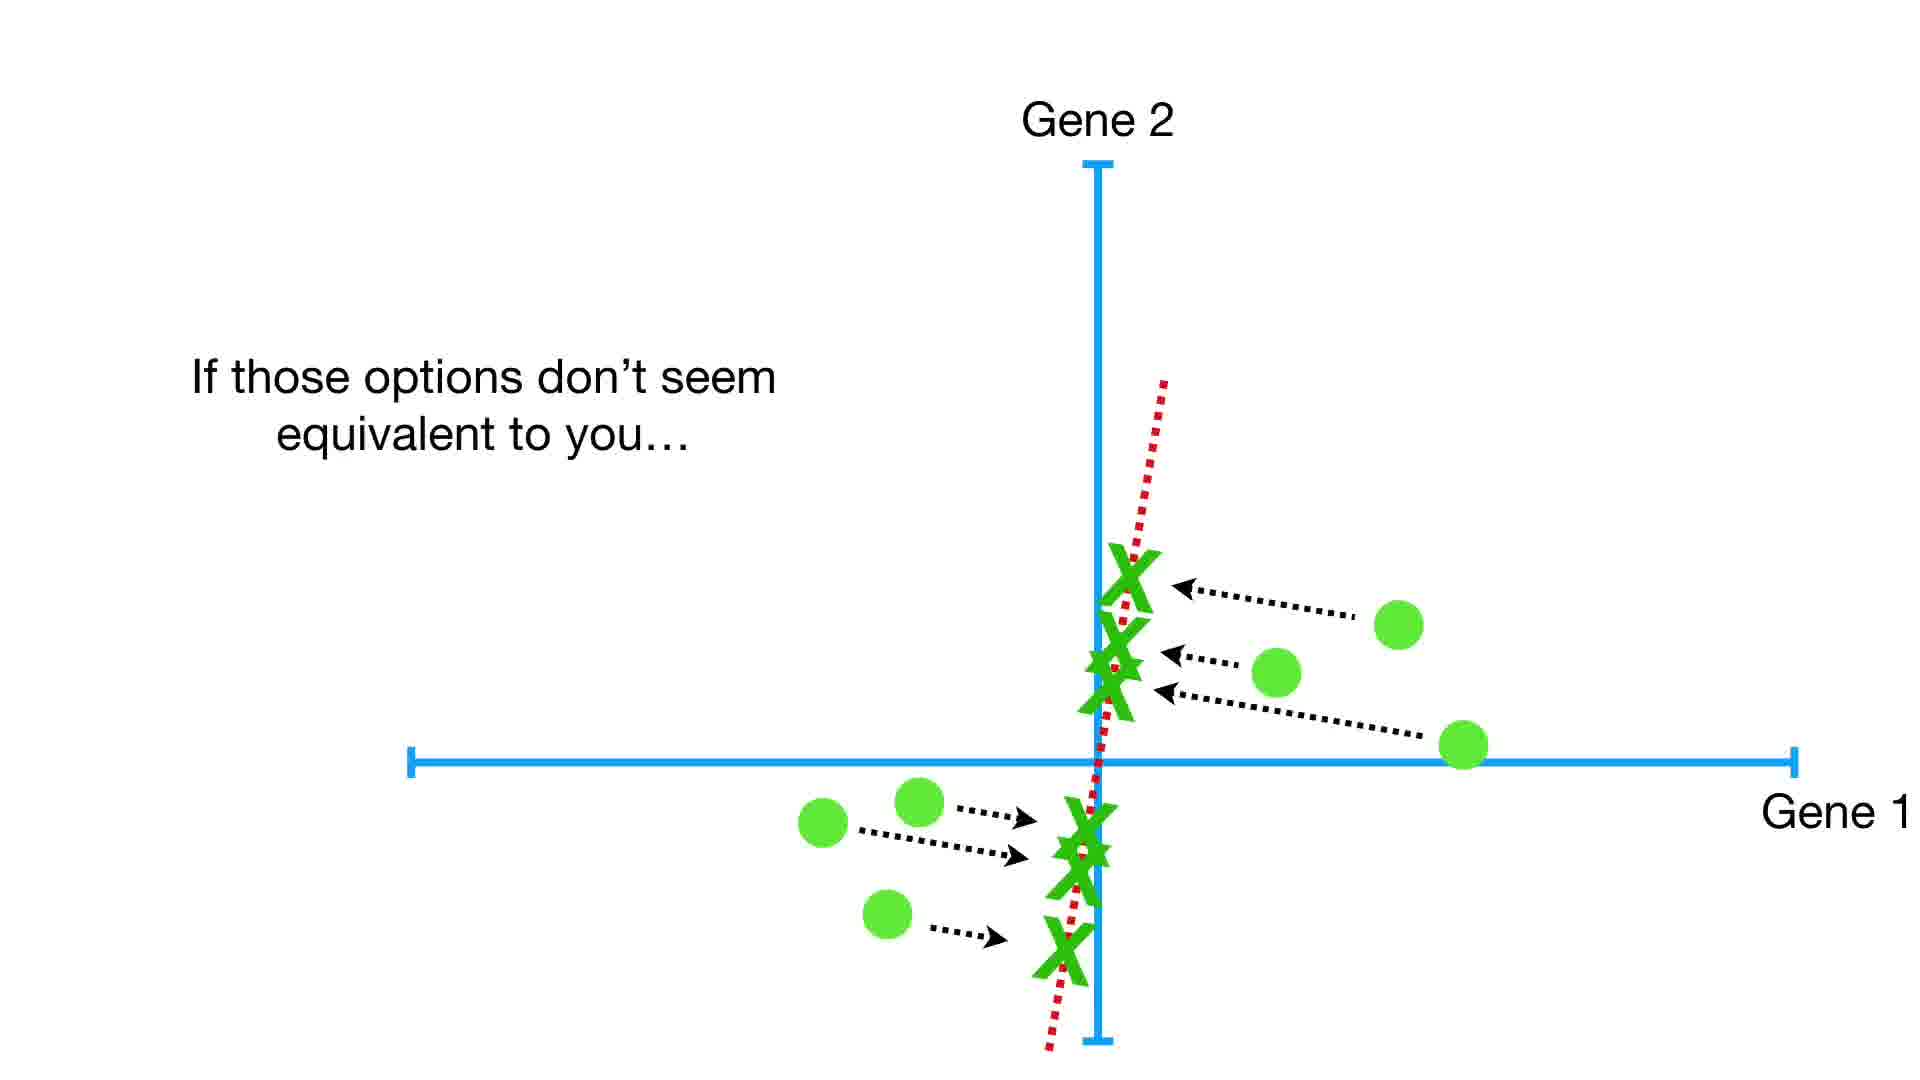 Gene 2
If those options don’t seem
equivalent to you…
Gene 1